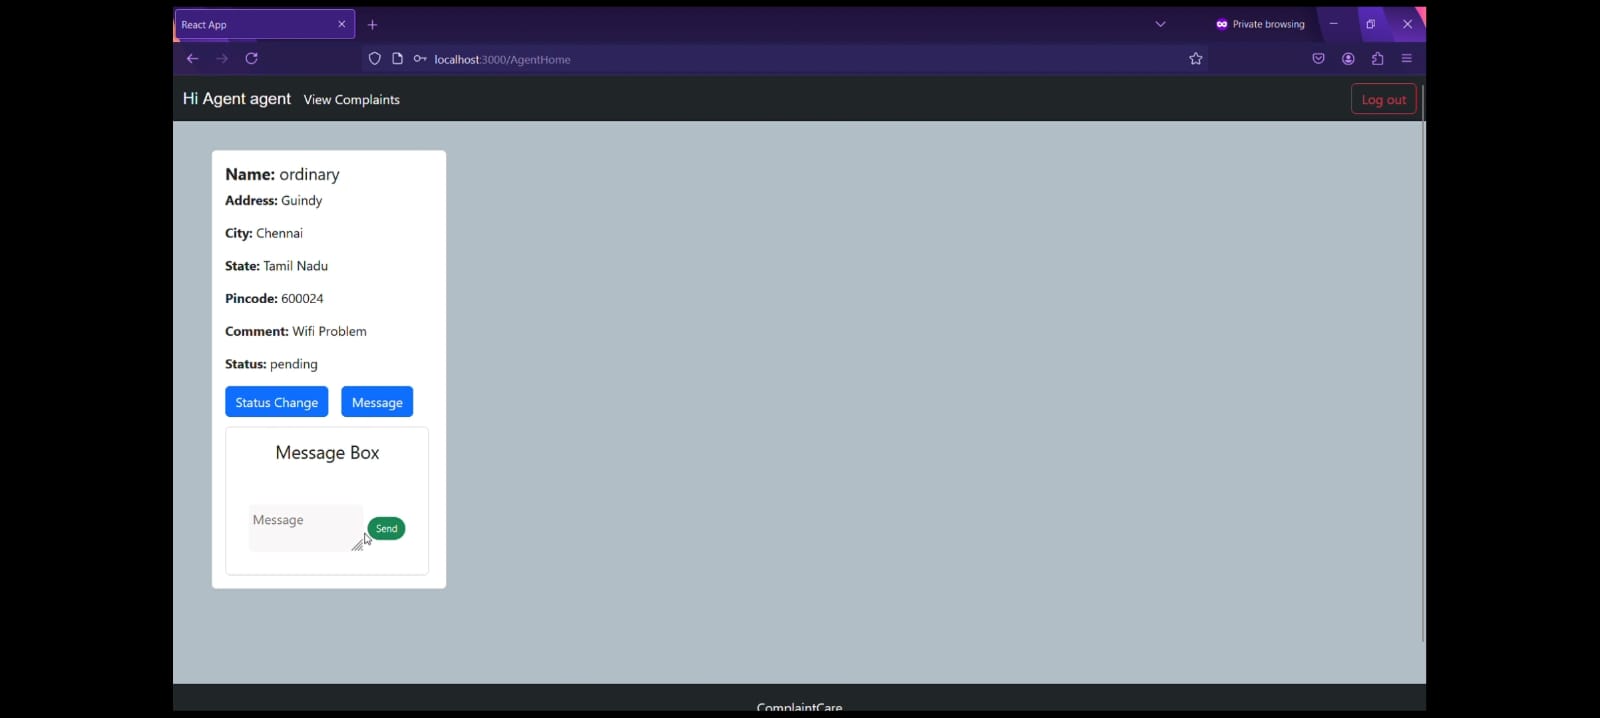 React App
Private browsing
localhost:3000/AgentHome
Hi Agent agent View Complaints Log out
Name: ordinary
Address: Guindy
City: Chennai
State: Tamil Nadu
Pincode: 600024
Comment: Wifi Problem
Status: pending
Status Change Message
Message Box
Message
Send
ComplaintCare